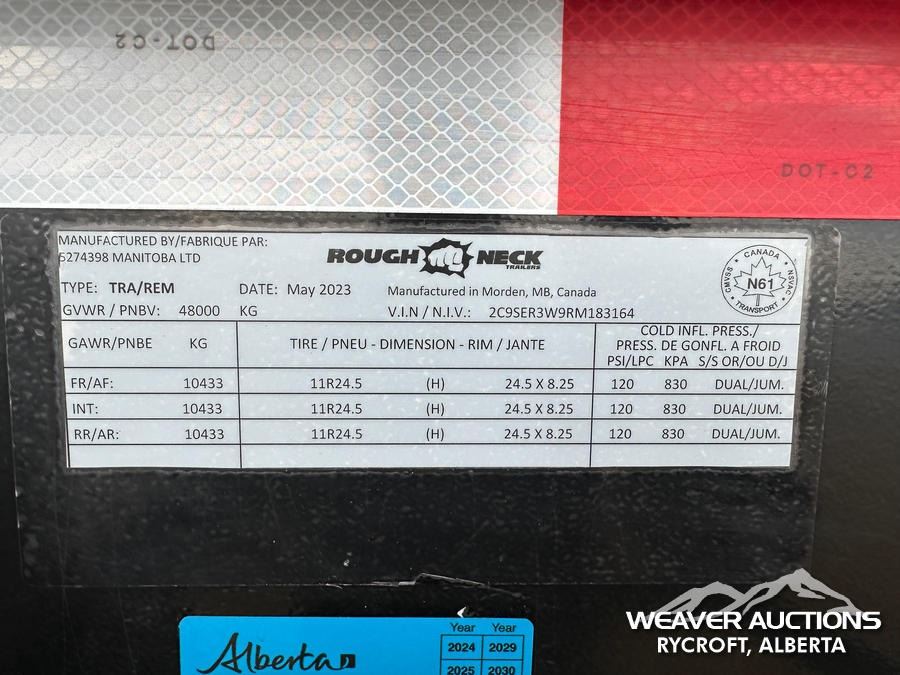 DOT-C2
DOT-C2
MANUFACTURED BY/FABRIQUE PAR:
5274398 MANITOBA LTD
ROUGH NECK
TRAILERS
TYPE: TRA/REM DATE: May 2023 Manufactured in Morden, MB, Canada
GVWR / PNBV: 48000 KG V.I.N / N.I.V.: 2C9SER3W9RM183164
CANADA
CMVSS N61 NSVAC
TRANSPORT
GAWR/PNBE KG TIRE / PNEU - DIMENSION - RIM / JANTE
COLD INFL. PRESS./
PRESS. DE GONFL. A FROID
PSI/LPC KPA S/S OR/OU D/J
FR/AF: 10433 11R24.5 (H) 24.5 X 8.25 120 830 DUAL/JUM.
INT: 10433 11R24.5 (H) 24.5 X 8.25 120 830 DUAL/JUM.
RR/AR: 10433 11R24.5 (H) 24.5 X 8.25 120 830 DUAL/JUM.
Alberta
Year Year
2024 2029
2025 2030
WEAVER AUCTIONS
RYCROFT, ALBERTA